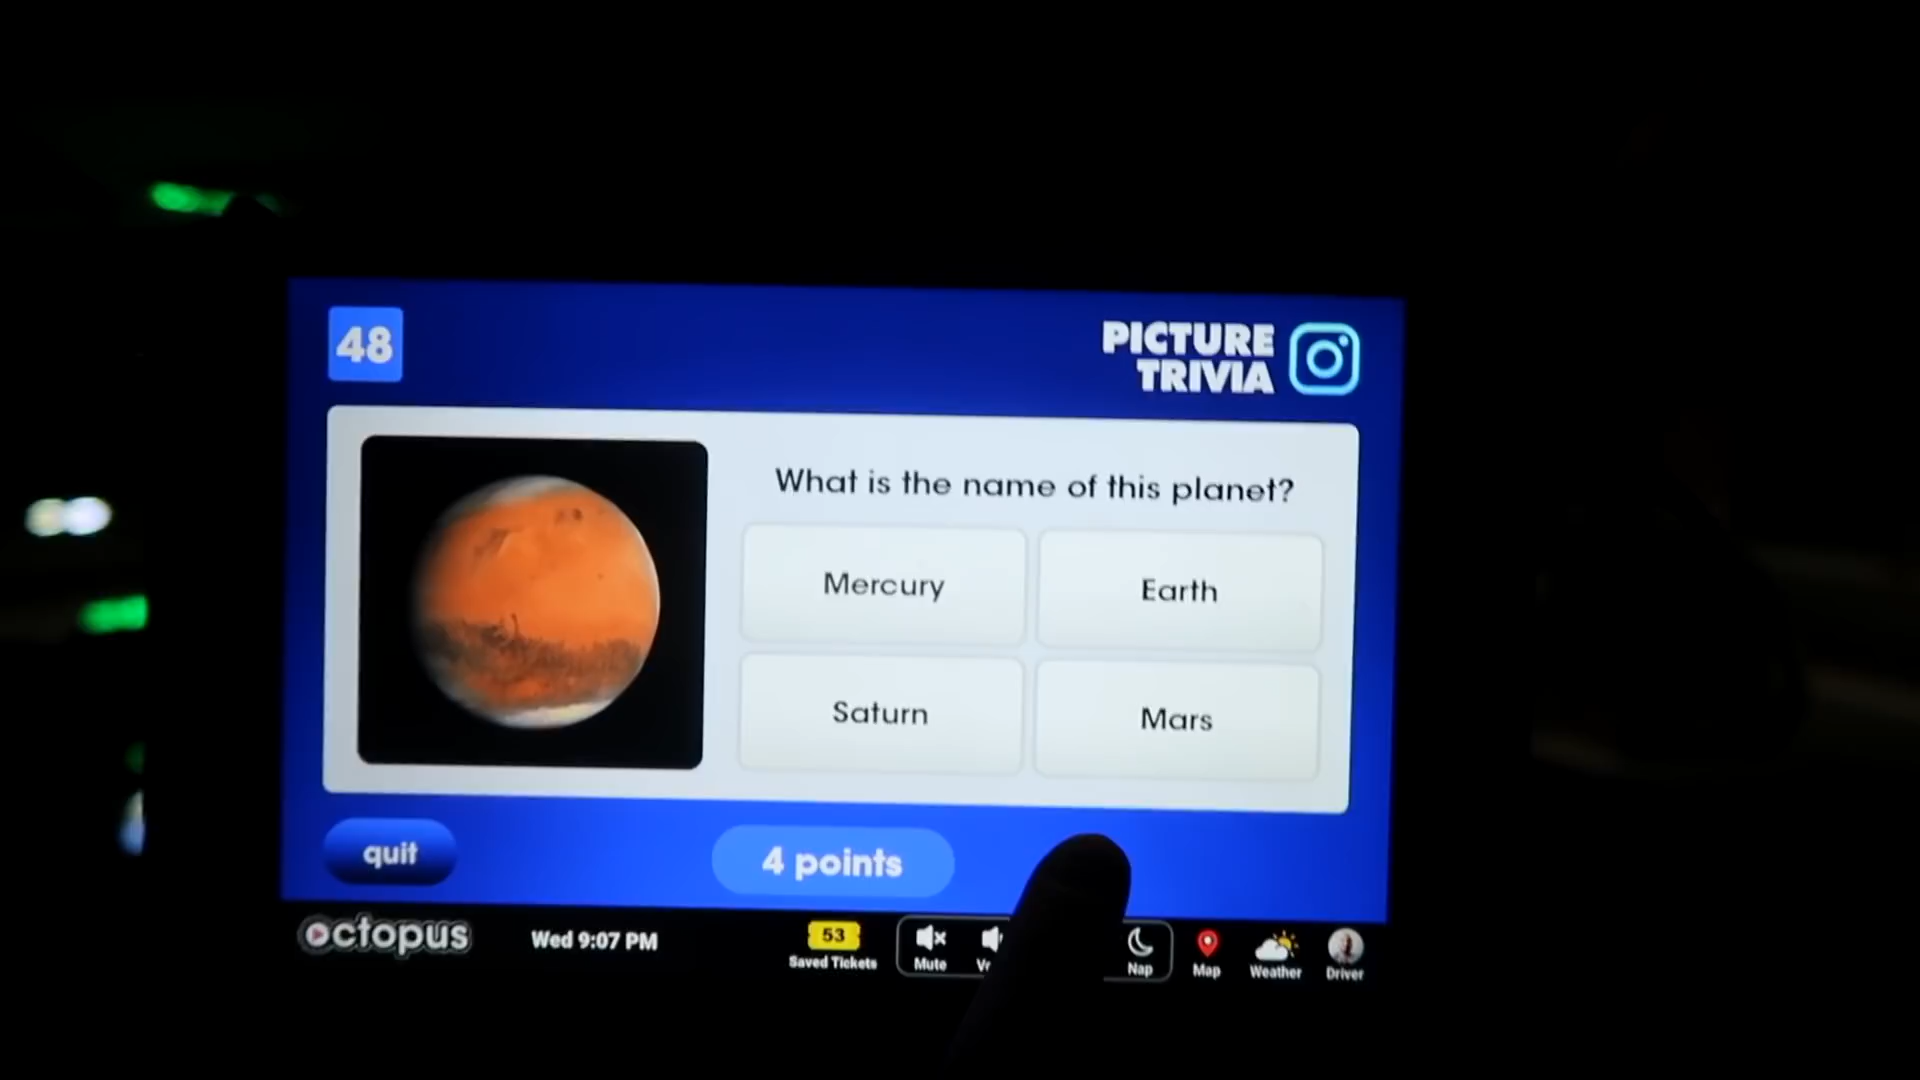 48
PICTURE
TRIVIA
What is the name of this planet?
Mercury
Earth
Saturn
Mars
quit
4 points
octopus
Wed 9:07 PM
53
Saved Tickets
Mute
Nap
Map
Weather
Driver